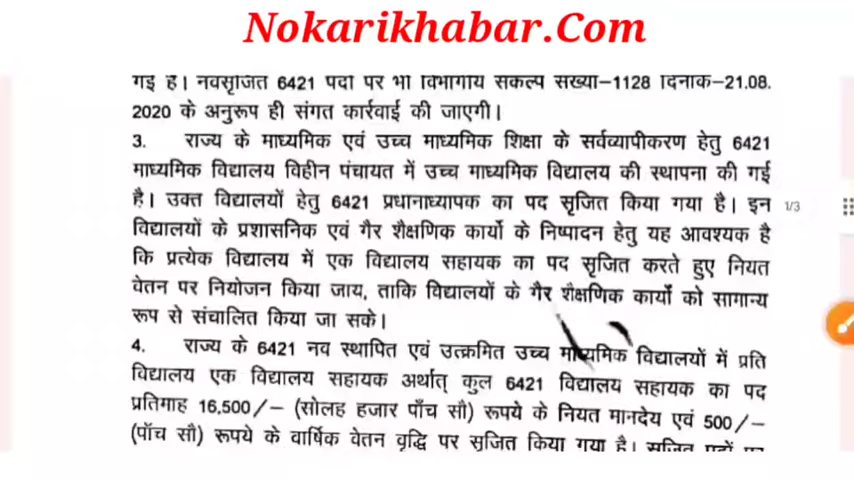 Nokarikhabar.Com
गई है। नवसृजित 6421 पदों पर भी विभागीय संकल्प संख्या–1128 दिनांक–21.08.
2020 के अनुरूप ही संगत कार्रवाई की जाएगी।
3. राज्य के माध्यमिक एवं उच्च माध्यमिक शिक्षा के सर्वव्यापीकरण हेतु 6421
माध्यमिक विद्यालय विहीन पंचायत में उच्च माध्यमिक विद्यालय की स्थापना की गई
है। उक्त विद्यालयों हेतु 6421 प्रधानाध्यापक का पद सृजित किया गया है। इन
विद्यालयों के प्रशासनिक एवं गैर शैक्षणिक कार्यो के निष्पादन हेतु यह आवश्यक है
कि प्रत्येक विद्यालय में एक विद्यालय सहायक का पद सृजित करते हुए नियत
वेतन पर नियोजन किया जाय, ताकि विद्यालयों के गैर शैक्षणिक कार्यों को सामान्य
रूप से संचालित किया जा सके।
4. राज्य के 6421 नव स्थापित एवं उत्क्रमित उच्च माध्यमिक विद्यालयों में प्रति
विद्यालय एक विद्यालय सहायक अर्थात् कुल 6421 विद्यालय सहायक का पद
प्रतिमाह 16,500/– (सोलह हजार पाँच सौ) रूपये के नियत मानदेय एवं 500/–
(पाँच सौ) रूपये के वार्षिक वेतन वृद्धि पर सृजित किया गया है। सृजित पदों पर
1/3